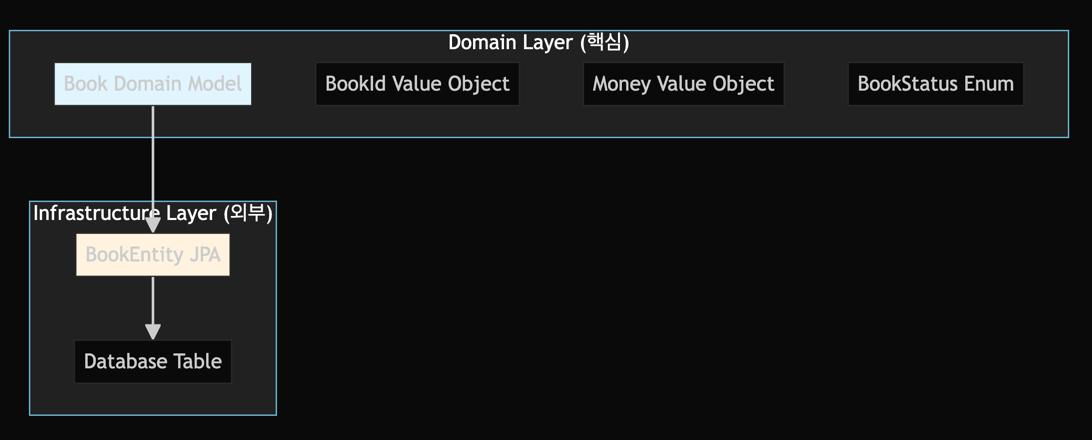 Domain Layer (핵심)
Book Domain Model
BookId Value Object
Money Value Object
BookStatus Enum
Infrastructure Layer (외부)
BookEntity JPA
Database Table